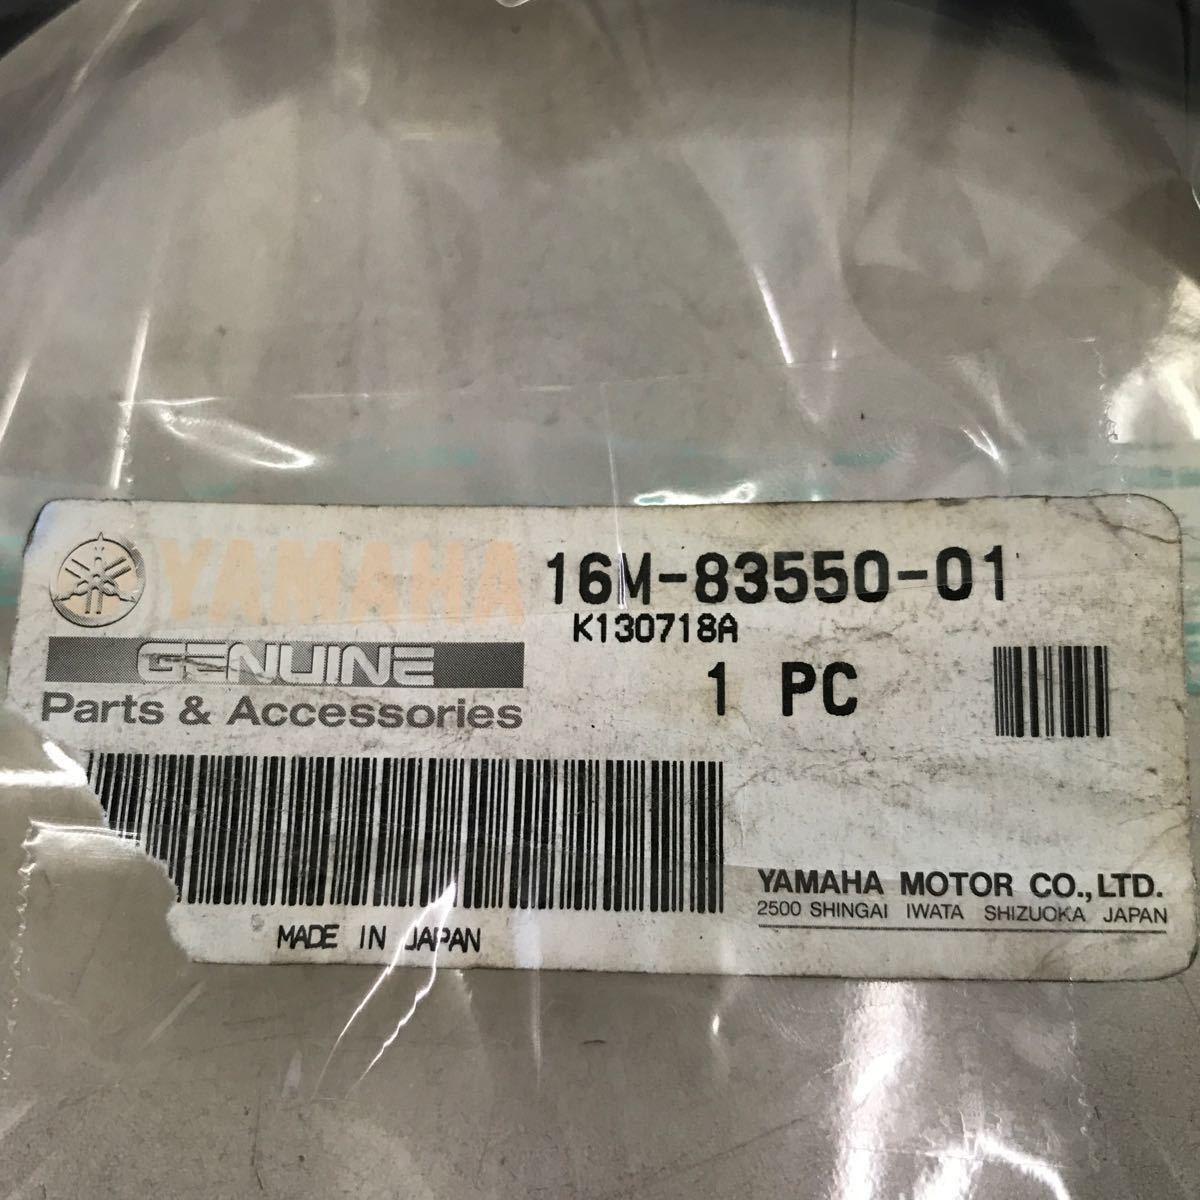 YAMAHA
16M-83550-01
K130718A
GENUINE
1 PC
Parts & Accessories
YAMAHA MOTOR CO.,LTD.
2500 SHINGAI IWATA SHIZUOKA JAPAN
MADE IN JAPAN